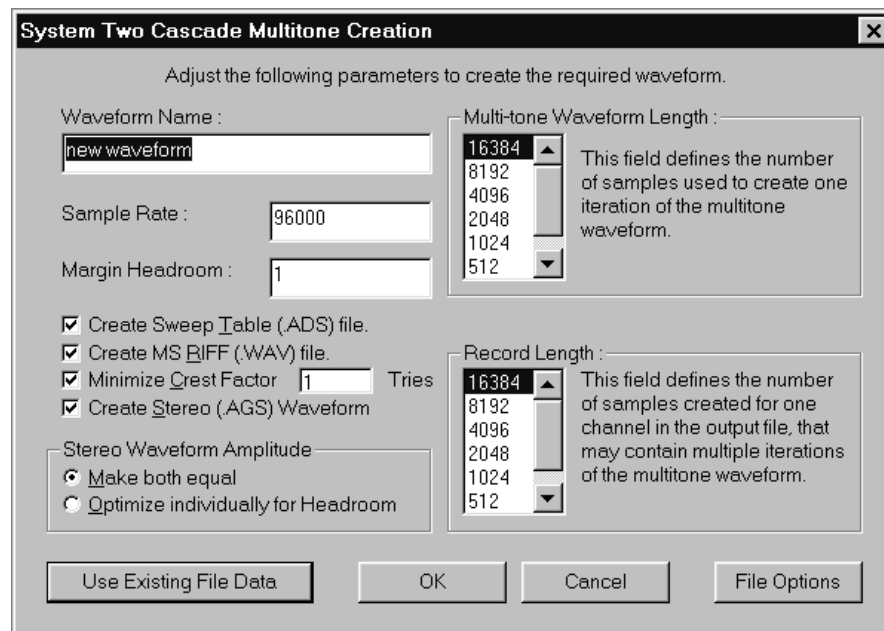 System Two Cascade Multitone Creation
Adjust the following parameters to create the required waveform.
Waveform Name :
new waveform
Sample Rate :
96000
Margin Headroom :
1
Create Sweep Table (.ADS) file.
Create MS RIFF (.WAV) file.
Minimize Crest Factor 1 Tries
Create Stereo (.AGS) Waveform
Stereo Waveform Amplitude
Make both equal
Optimize individually for Headroom
Multi-tone Waveform Length :
16384
8192
4096
2048
1024
512
This field defines the number
of samples used to create one
iteration of the multitone
waveform.
Record Length :
16384
8192
4096
2048
1024
512
This field defines the number
of samples created for one
channel in the output file, that
may contain multiple iterations
of the multitone waveform.
Use Existing File Data
OK
Cancel
File Options